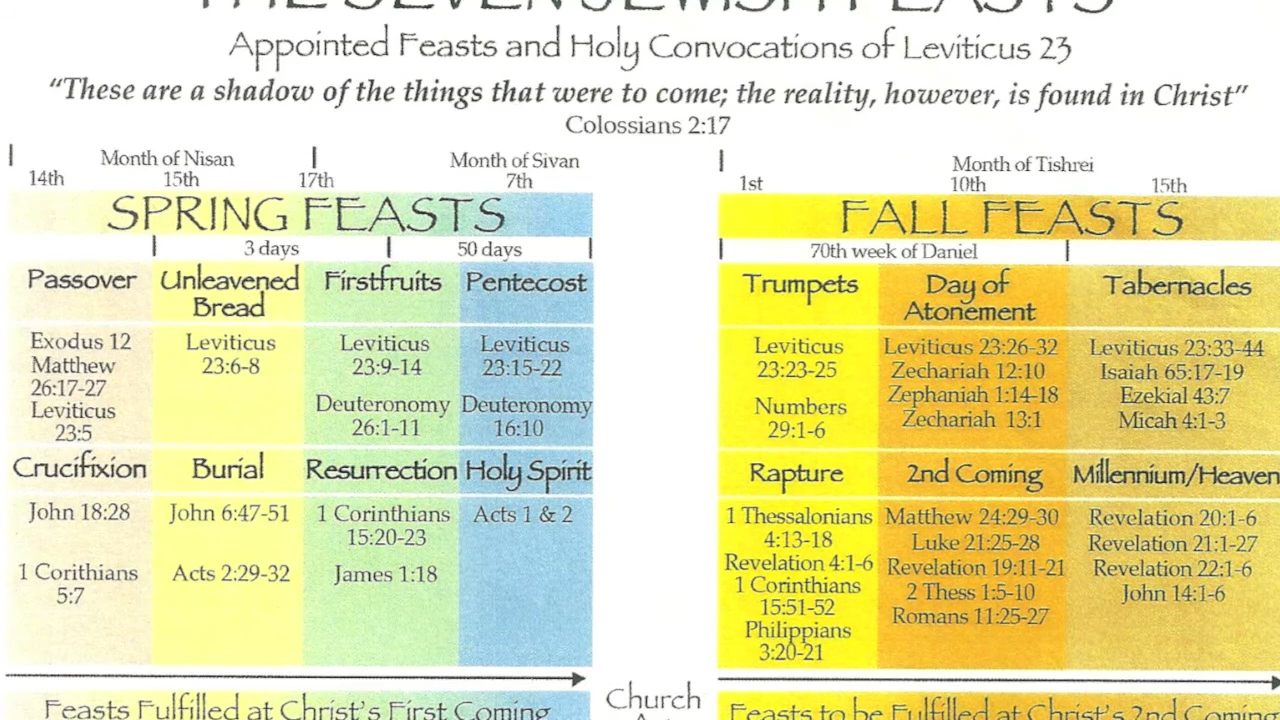 THE SEVEN JEWISH FEASTS
Appointed Feasts and Holy Convocations of Leviticus 23
"These are a shadow of the things that were to come; the reality, however, is found in Christ"
Colossians 2:17
Month of Nisan
Month of Sivan
14th
15th
17th
7th
SPRING FEASTS
3 days
50 days
Passover
Unleavened
Bread
Firstfruits
Pentecost
Exodus 12
Matthew
26:17-27
Leviticus
23:5
Leviticus
23:6-8
Leviticus
23:9-14
Deuteronomy
26:1-11
Leviticus
23:15-22
Deuteronomy
16:10
Crucifixion
Burial
Resurrection
Holy Spirit
John 18:28
1 Corithians
5:7
John 6:47-51
Acts 2:29-32
1 Corinthians
15:20-23
James 1:18
Acts 1 & 2
Feasts Fulfilled at Christ's First Coming
Church
Month of Tishrei
1st
10th
15th
FALL FEASTS
70th week of Daniel
Trumpets
Day of
Atonement
Tabernacles
Leviticus
23:23-25
Numbers
29:1-6
Leviticus 23:26-32
Zechariah 12:10
Zephaniah 1:14-18
Zechariah 13:1
Leviticus 23:33-44
Isaiah 65:17-19
Ezekial 43:7
Micah 4:1-3
Rapture
2nd Coming
Millennium/Heaven
1 Thessalonians
4:13-18
Revelation 4:1-6
1 Corinthians
15:51-52
Philippians
3:20-21
Matthew 24:29-30
Luke 21:25-28
Revelation 19:11-21
2 Thess 1:5-10
Romans 11:25-27
Revelation 20:1-6
Revelation 21:1-27
Revelation 22:1-6
John 14:1-6
Feasts to be Fulfilled at Christ's 2nd Coming